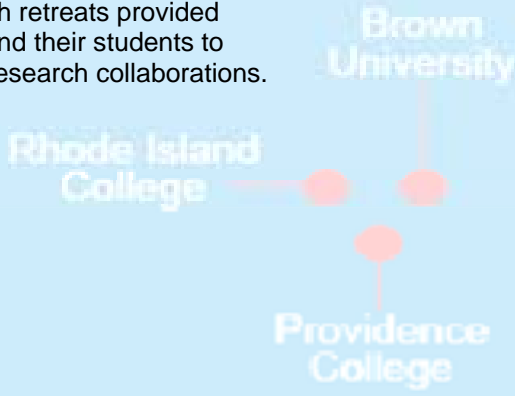 h retreats provided
nd their students to
esearch collaborations.
Brown
University
Rhode Island
College
Providence
College